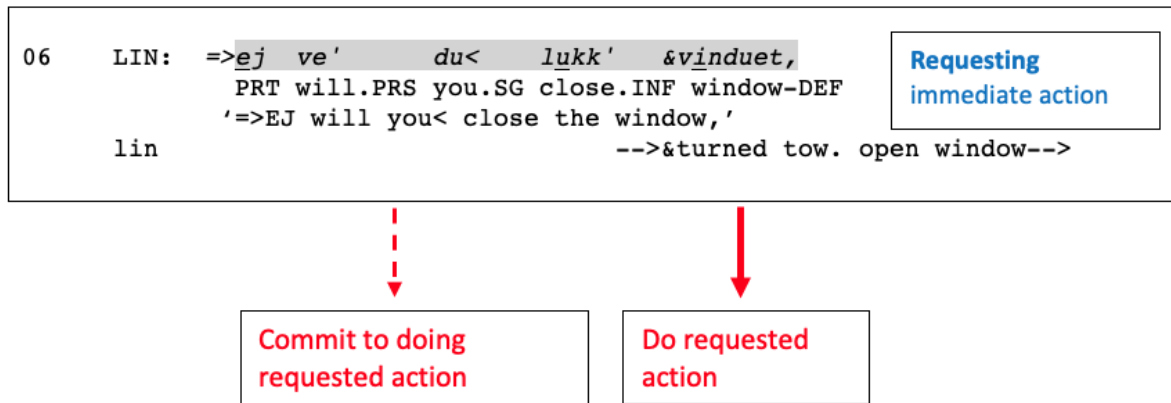 06 LIN: =>ej ve' du< lukk' &vinduet,
PRT will.PRS you.SG close.INF window-DEF
'=>EJ will you< close the window,'
lin -->&turned tow. open window-->
Requesting
immediate action
Commit to doing
requested action
Do requested
action